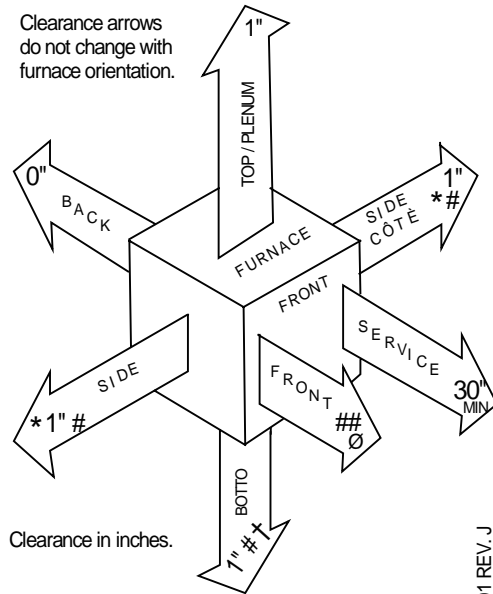 Clearance arrows
do not change with
furnace orientation.
1"
TOP / PLENUM
0"
BACK
1"
*#
SIDE
CÔTÈ
FURNACE
FRONT
SERVICE
30"
MIN
SIDE
*1" #
FRONT
##
Ø
BOTTO
1" #†
Clearance in inches.
REV. J